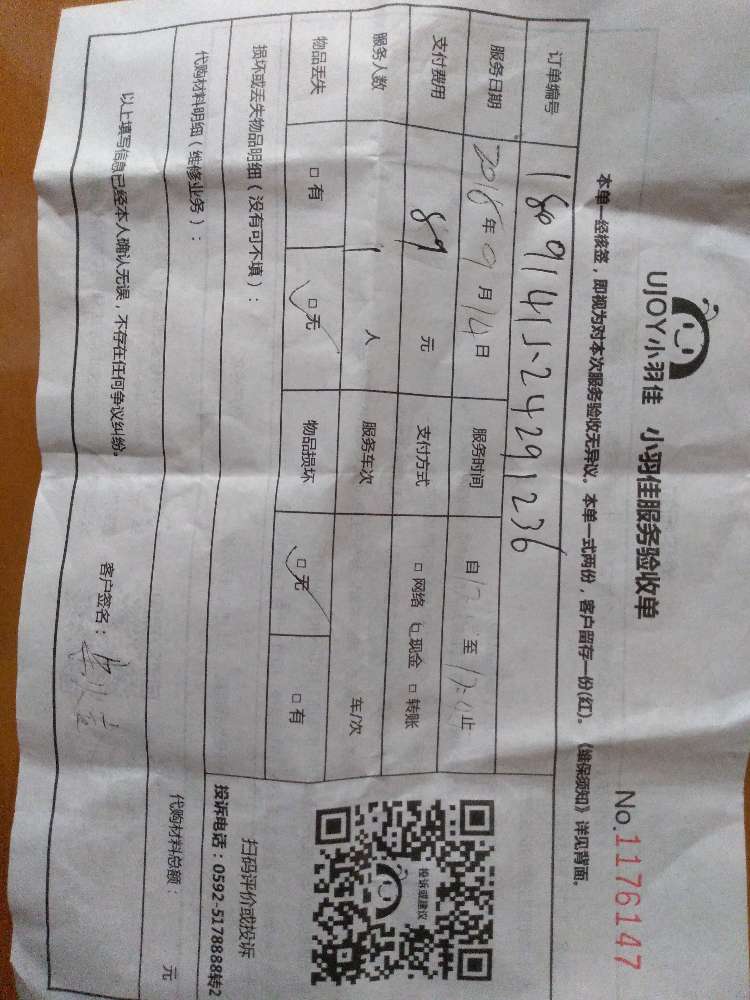 UJOY小羽佳 小羽佳服务验收单
No.1176147
本单一经核签，即视为对本次服务验收无异议。本单一式两份，客户留存一份(红)。《维保须知》详见背面。
订单编号
服务日期 2018年9月14日 服务时间 自 至 止
支付费用 89 元 支付方式 □ 网络 □ 现金 □ 转账
服务人数 1 人 服务车次 车/次
物品丢失 □ 有 □ 无 物品损坏 □ 无 □ 有
投诉或建议
扫码评价或投诉
投诉电话：0592-5178888转2
损坏或丢失物品明细（没有可不填）：
代购材料明细（维修业务）：
代购材料总额： 元
以上填写信息已经本人确认无误，不存在任何争议纠纷。
客户签名：